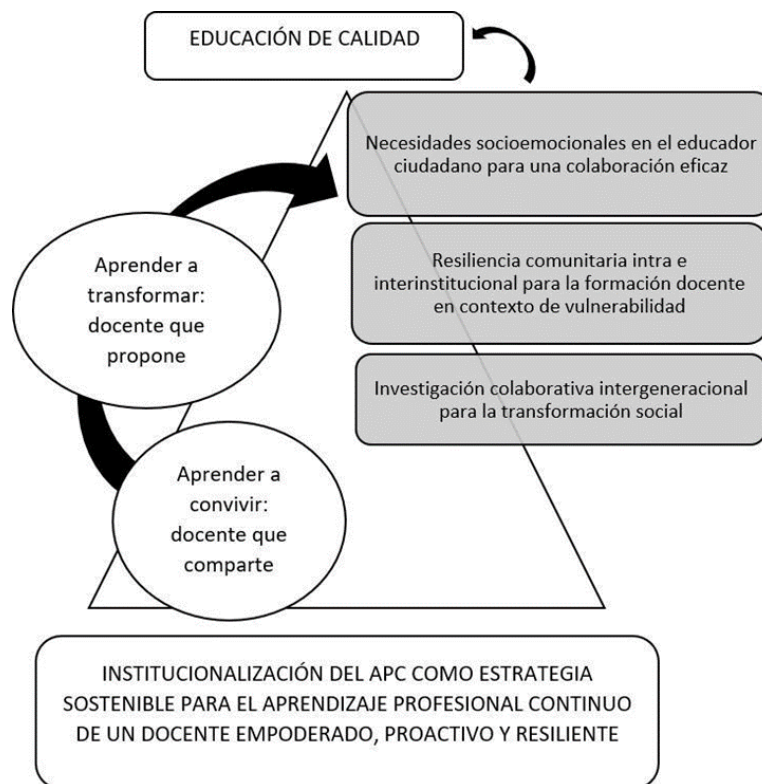 EDUCACIÓN DE CALIDAD
Necesidades socioemocionales en el educador
ciudadano para una colaboración eficaz
Resiliencia comunitaria intra e
interinstitucional para la formación docente
en contexto de vulnerabilidad
Investigación colaborativa intergeneracional
para la transformación social
Aprender a
transformar:
docente que
propone
Aprender a
convivir:
docente que
comparte
INSTITUCIONALIZACIÓN DEL APC COMO ESTRATEGIA
SOSTENIBLE PARA EL APRENDIZAJE PROFESIONAL CONTINUO
DE UN DOCENTE EMPODERADO, PROACTIVO Y RESILIENTE